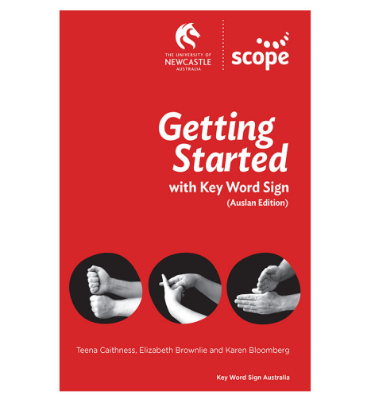 THE UNIVERSITY OF
NEWCASTLE
AUSTRALIA
scope
Getting
Started
with Key Word Sign
(Auslan Edition)
Teena Caithness, Elizabeth Brownlie and Karen Bloomberg
Key Word Sign Australia